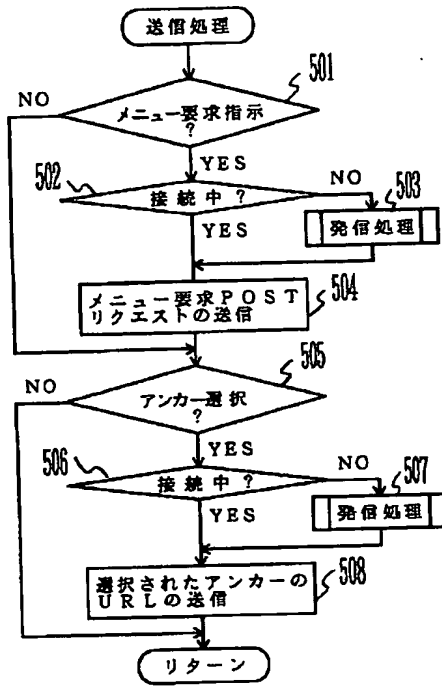 送信処理
501
NO
メニュー要求指示
?
YES
502
NO
503
接続中?
発信処理
YES
メニュー要求POST
リクエストの送信
504
505
NO
アンカー選択
?
YES
506
NO
507
接続中?
発信処理
YES
選択されたアンカーの
URLの送信
508
リターン